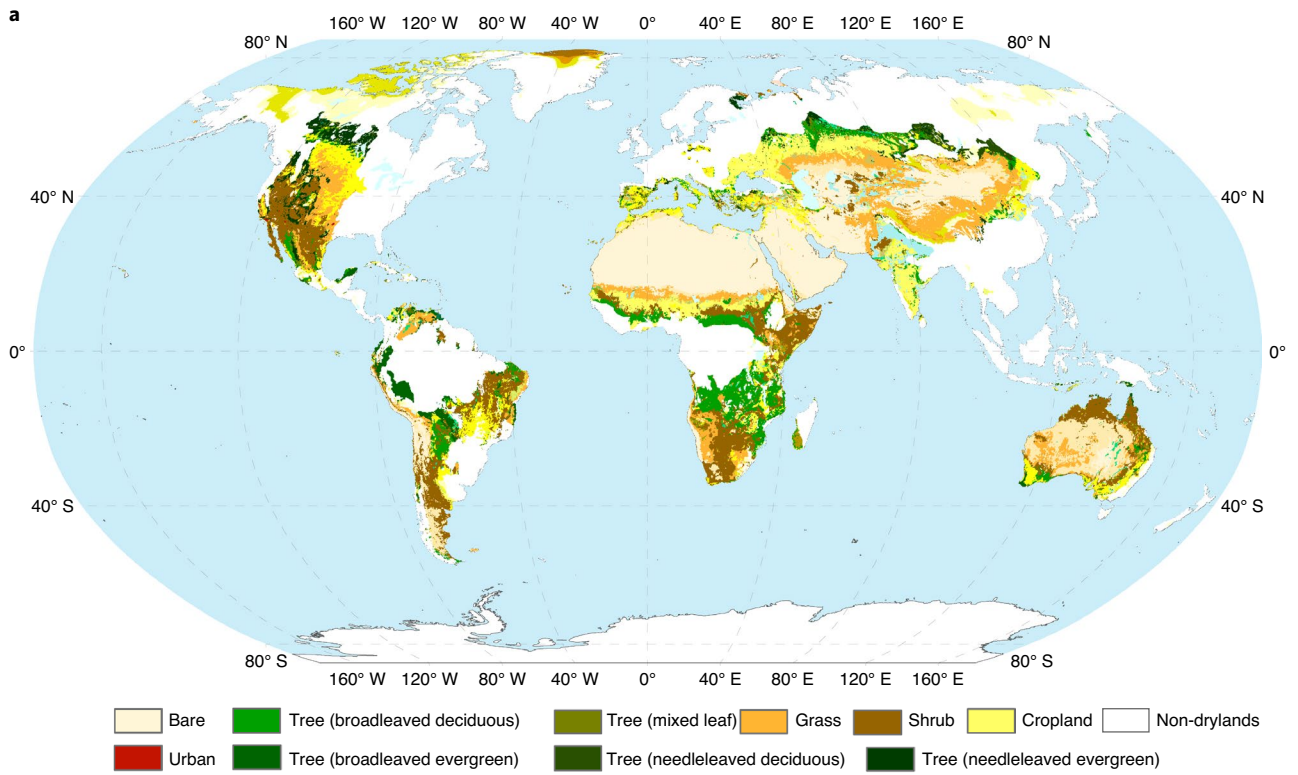 a
160° W 120° W 80° W 40° W 0° 40° E 80° E 120° E 160° E
80° N 80° N
40° N 40° N
0° 0°
40° S 40° S
80° S 80° S
160° W 120° W 80° W 40° W 0° 40° E 80° E 120° E 160° E
Bare Tree (broadleaved deciduous) Tree (mixed leaf) Grass Shrub Cropland Non-drylands
Urban Tree (broadleaved evergreen) Tree (needleleaved deciduous) Tree (needleleaved evergreen)